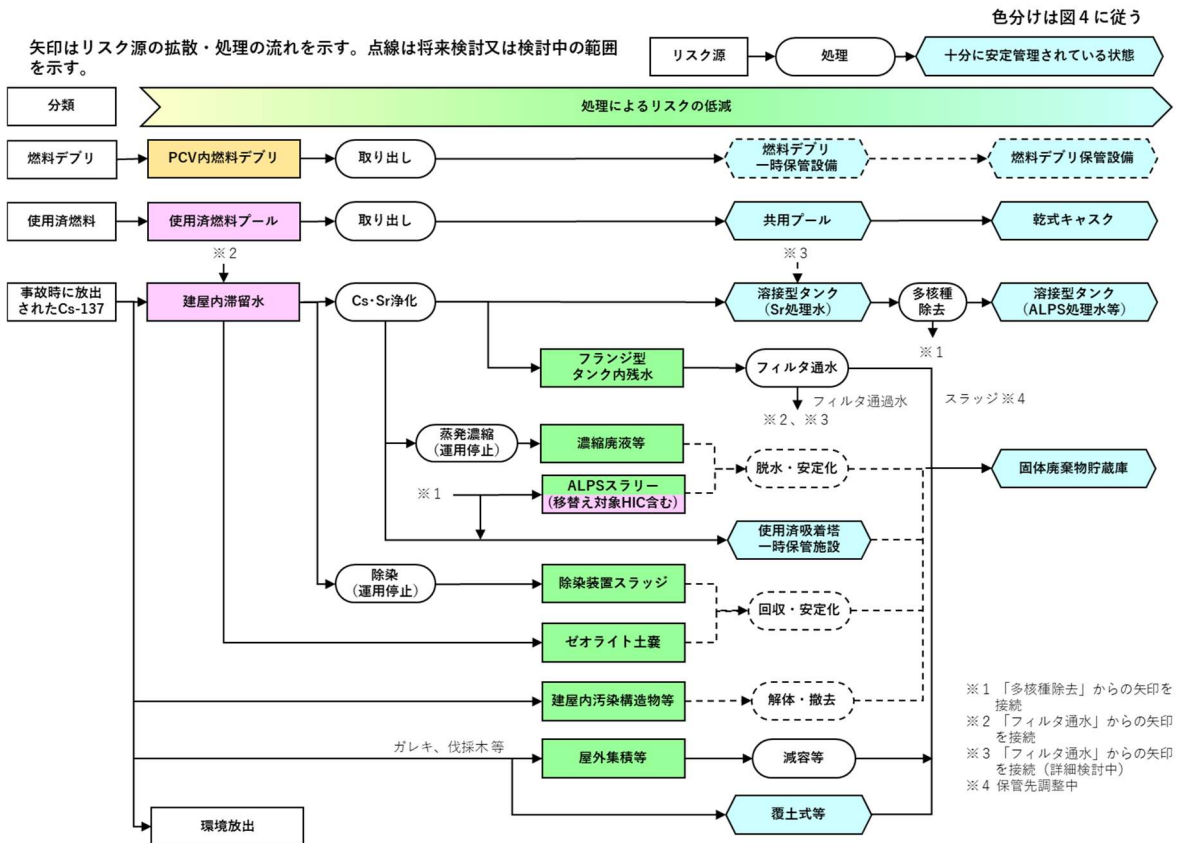 色分けは図4に従う
矢印はリスク源の拡散・処理の流れを示す。点線は将来検討又は検討中の範囲
を示す。
リスク源
処理
十分に安定管理されている状態
分類
処理によるリスクの低減
燃料デブリ
PCV内燃料デブリ
取り出し
燃料デブリ
一時保管設備
燃料デブリ保管設備
使用済燃料
使用済燃料プール
取り出し
共用プール
乾式キャスク
※2
※3
事故時に放出
されたCs-137
建屋内滞留水
Cs・Sr浄化
溶接型タンク
(Sr処理水)
多核種
除去
溶接型タンク
(ALPS処理水等)
※1
フランジ型
タンク内残水
フィルタ通水
フィルタ通過水
※2、※3
スラッジ※4
蒸発濃縮
(運用停止)
濃縮廃液等
脱水・安定化
固体廃棄物貯蔵庫
※1
ALPSスラリー
(移替え対象HIC含む)
使用済吸着塔
一時保管施設
除染
(運用停止)
除染装置スラッジ
回収・安定化
ゼオライト土嚢
建屋内汚染構造物等
解体・撤去
ガレキ、伐採木等
屋外集積等
減容等
覆土式等
環境放出
※1 「多核種除去」からの矢印を
接続
※2 「フィルタ通水」からの矢印
を接続
※3 「フィルタ通水」からの矢印
を接続(詳細検討中)
※4 保管先調整中